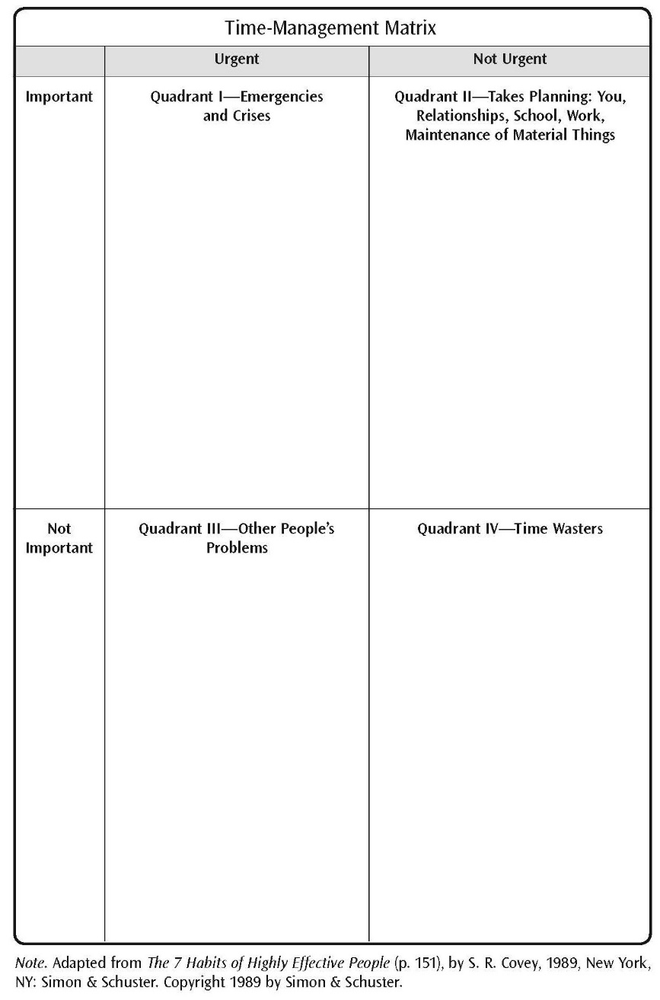 Time-Management Matrix
Urgent
Not Urgent
Important
Quadrant I—Emergencies
and Crises
Quadrant II—Takes Planning: You,
Relationships, School, Work,
Maintenance of Material Things
Not
Important
Quadrant III—Other People’s
Problems
Quadrant IV—Time Wasters
Note. Adapted from The 7 Habits of Highly Effective People (p. 151), by S. R. Covey, 1989, New York,
NY: Simon & Schuster. Copyright 1989 by Simon & Schuster.